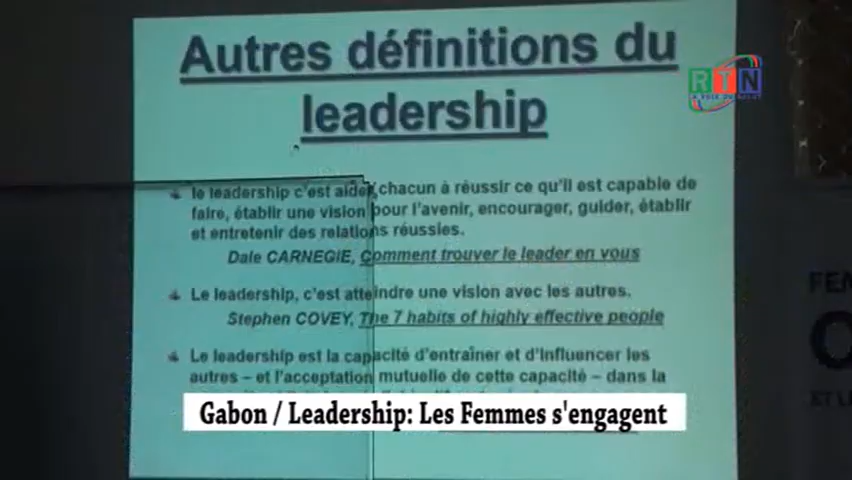 Autres définitions du
leadership
RTN
le leadership c'est aider chacun à réussir ce qu'il est capable de
faire, établir une vision pour l'avenir, encourager, guider, établir
et entretenir des relations réussies.
Dale CARNEGIE, Comment trouver le leader en vous
Le leadership, c'est atteindre une vision avec les autres.
Stephen COVEY, The 7 habits of highly effective people
Le leadership est la capacité d'entraîner et d'influencer les
autres – et l'acceptation mutuelle de cette capacité – dans la
Gabon / Leadership: Les Femmes s'engagent
FEM